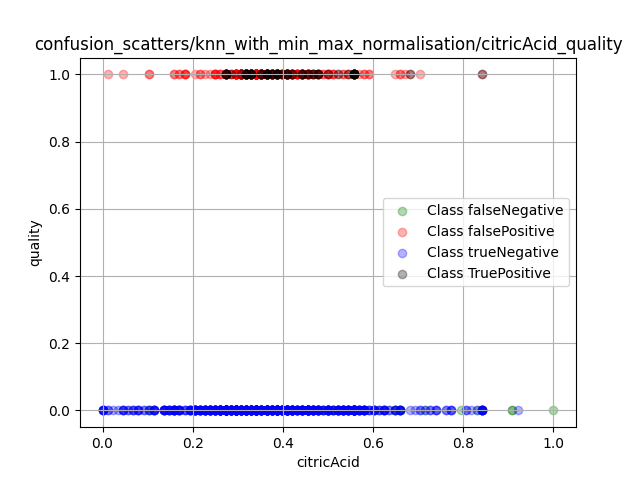 confusion_scatters/knn_with_min_max_normalisation/citricAcid_quality
1.0
0.8
0.6
0.4
0.2
0.0
quality
Class falseNegative
Class falsePositive
Class trueNegative
Class TruePositive
0.0 0.2 0.4 0.6 0.8 1.0
citricAcid